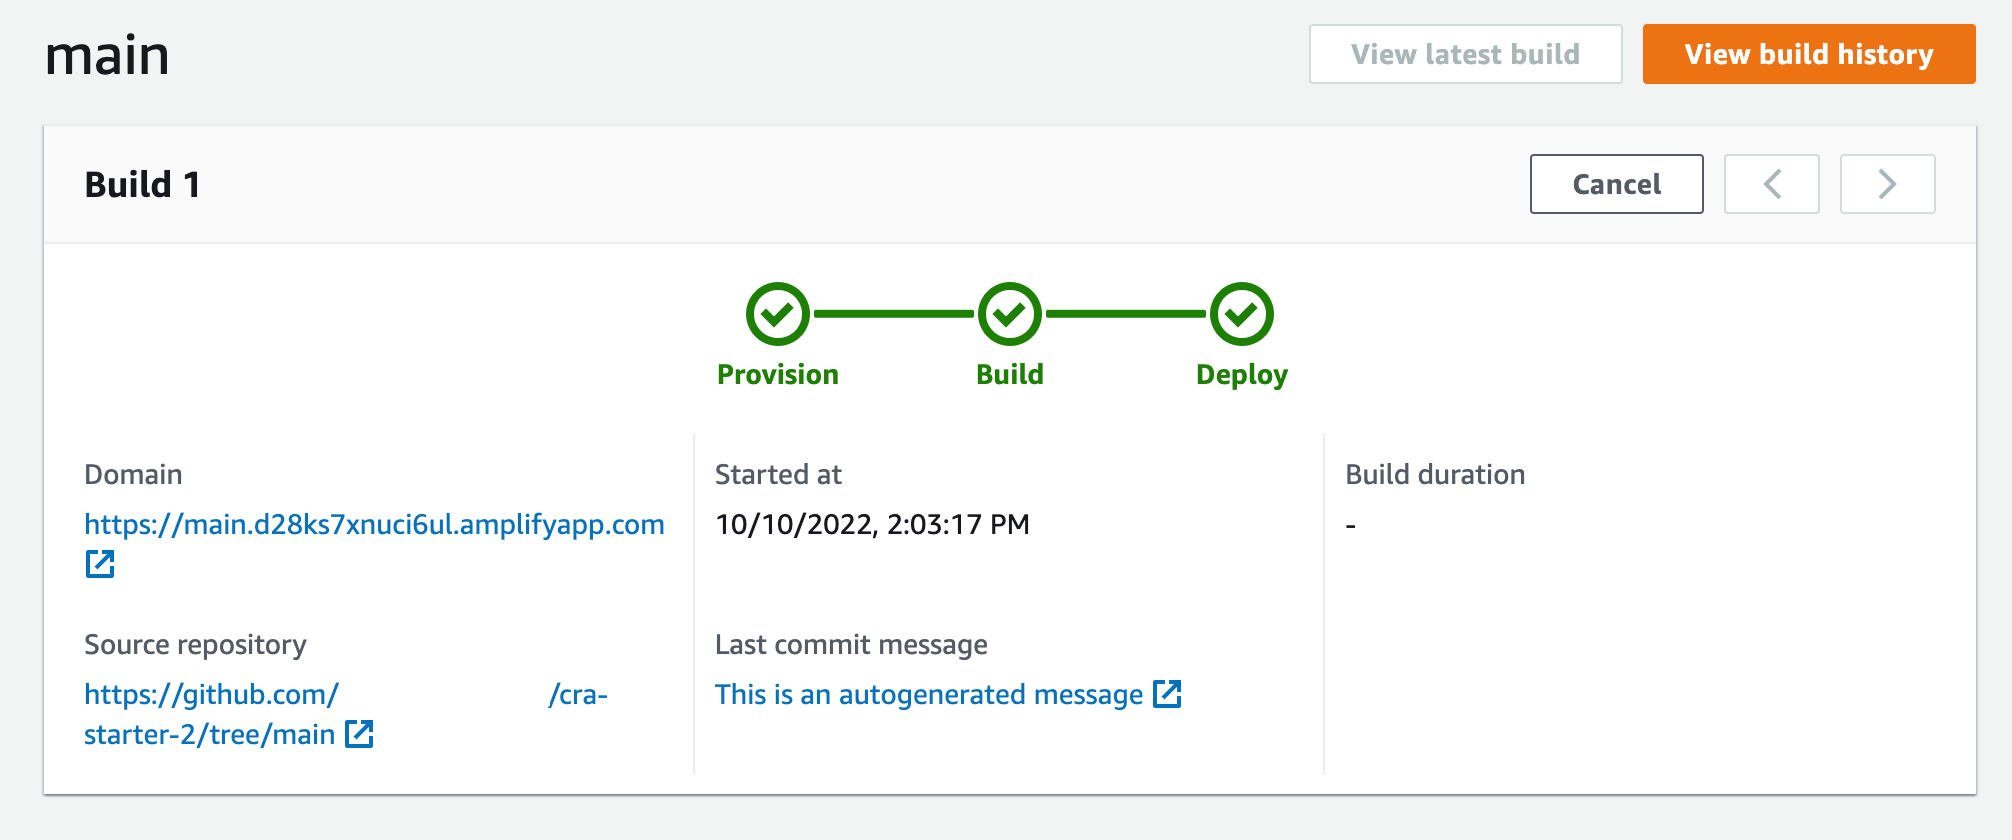 main
View latest build
View build history
Build 1
Cancel
Provision
Build
Deploy
Domain
https://main.d28ks7xnuci6ul.amplifyapp.com
Started at
10/10/2022, 2:03:17 PM
Build duration
-
Source repository
https://github.com/ /cra-
starter-2/tree/main
Last commit message
This is an autogenerated message